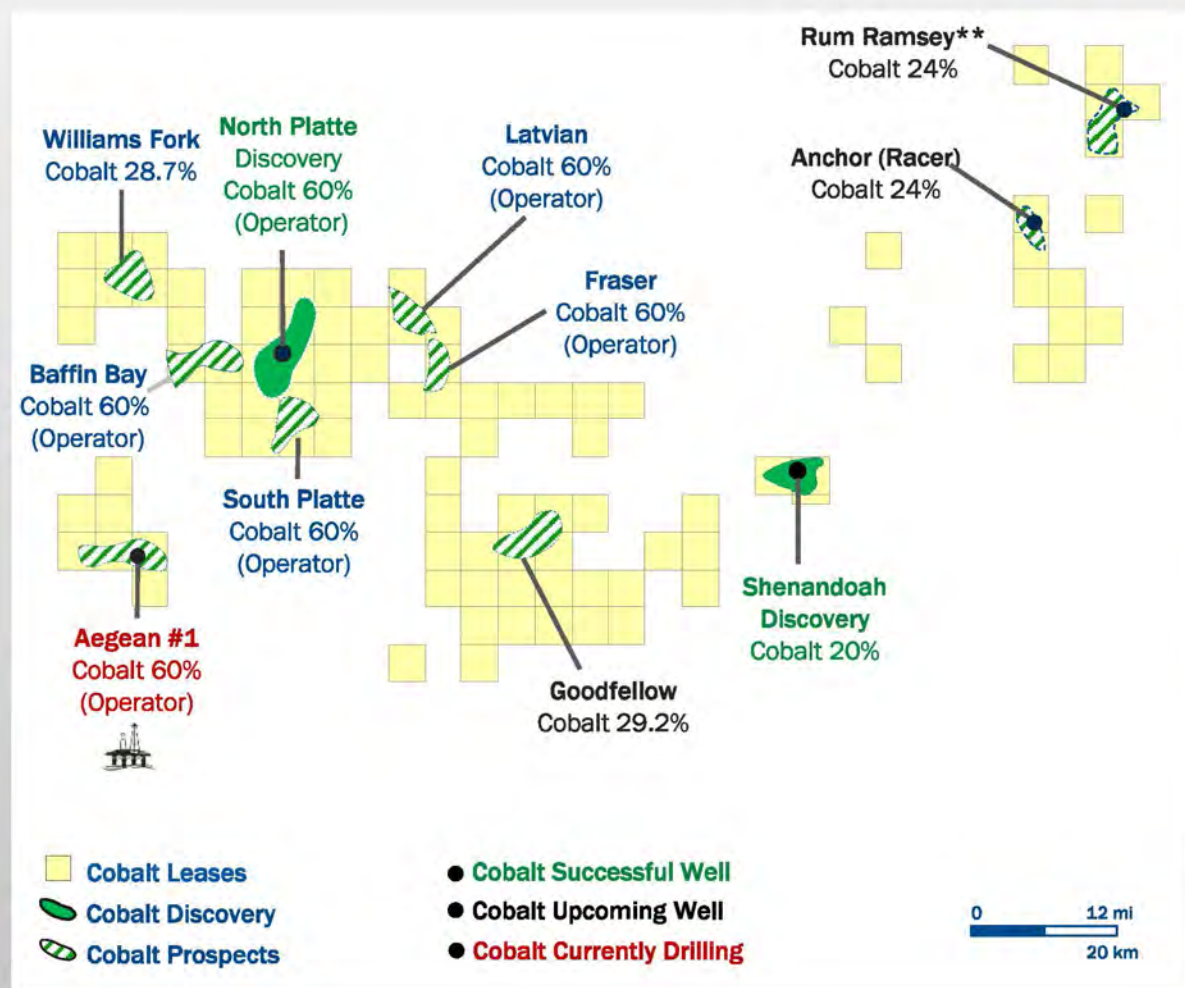 Rum Ramsey**
Cobalt 24%
Williams Fork
Cobalt 28.7%
North Platte
Discovery
Cobalt 60%
(Operator)
Latvian
Cobalt 60%
(Operator)
Anchor (Racer)
Cobalt 24%
Fraser
Cobalt 60%
(Operator)
Baffin Bay
Cobalt 60%
(Operator)
South Platte
Cobalt 60%
(Operator)
Shenandoah
Discovery
Cobalt 20%
Aegean #1
Cobalt 60%
(Operator)
Goodfellow
Cobalt 29.2%
Cobalt Leases
Cobalt Discovery
Cobalt Prospects
Cobalt Successful Well
Cobalt Upcoming Well
Cobalt Currently Drilling
0 12 mi
20 km